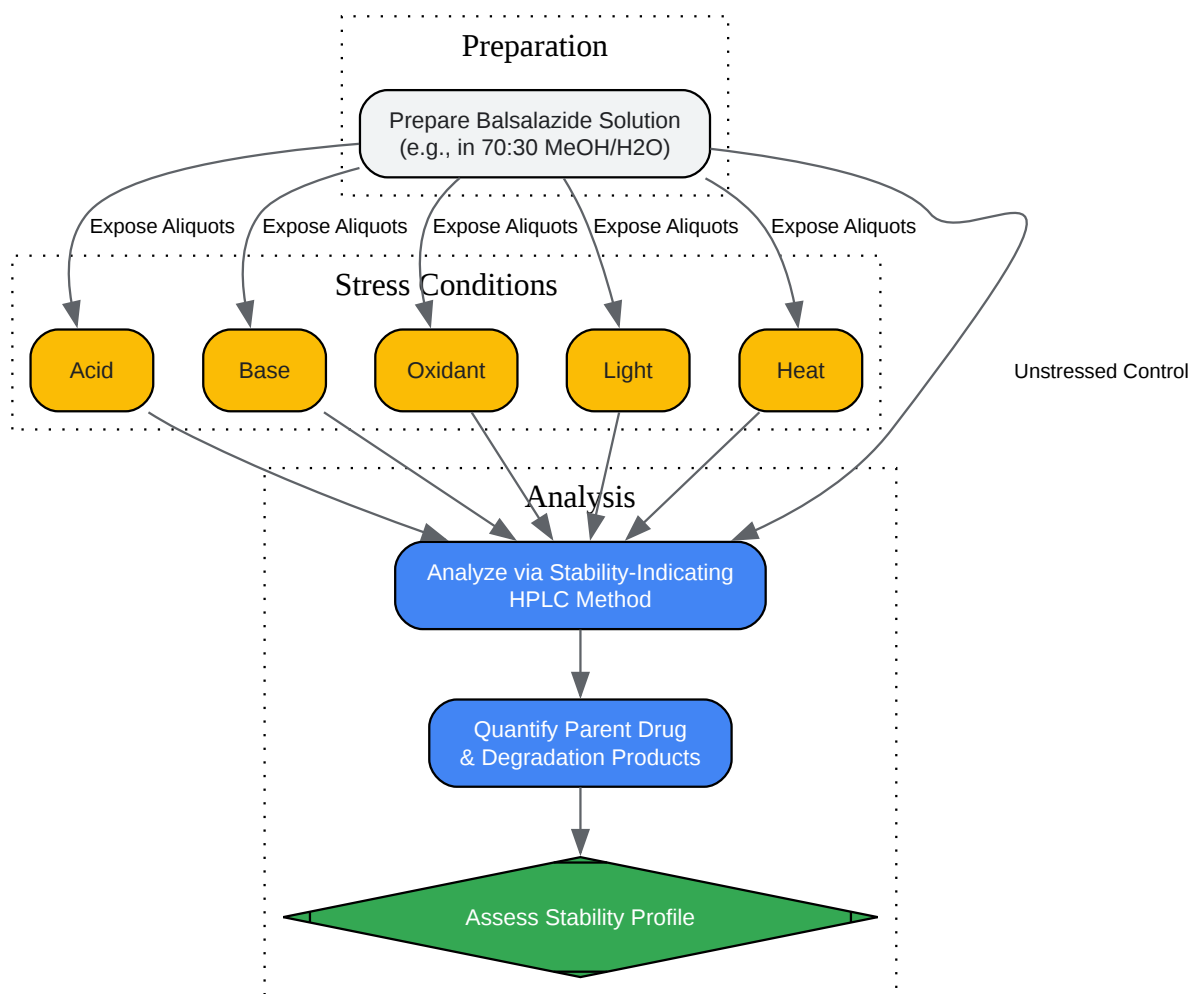 Preparation
Prepare Balsalazide Solution
(e.g., in 70:30 MeOH/H2O)
Expose Aliquots
Expose Aliquots
Expose Aliquots
Expose Aliquots
Expose Aliquots
Stress Conditions
Acid
Base
Oxidant
Light
Heat
Unstressed Control
Analysis
Analyze via Stability-Indicating
HPLC Method
Quantify Parent Drug
& Degradation Products
Assess Stability Profile